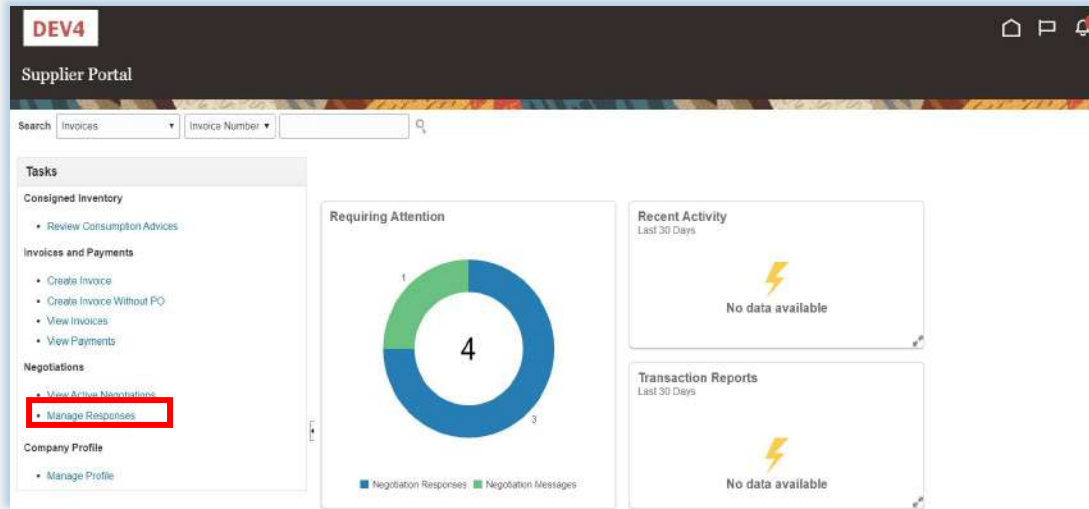 DEV4
Supplier Portal
Search Invoices Invoice Number
Tasks
Consigned Inventory
• Review Consumption Advices
Invoices and Payments
• Create Invoice
• Create Invoice Without PO
• View Invoices
• View Payments
Negotiations
• View Active Negotiations
• Manage Responses
Company Profile
• Manage Profile
Requiring Attention
1
4
3
Negotiation Responses Negotiation Messages
Recent Activity
Last 30 Days
No data available
Transaction Reports
Last 30 Days
No data available